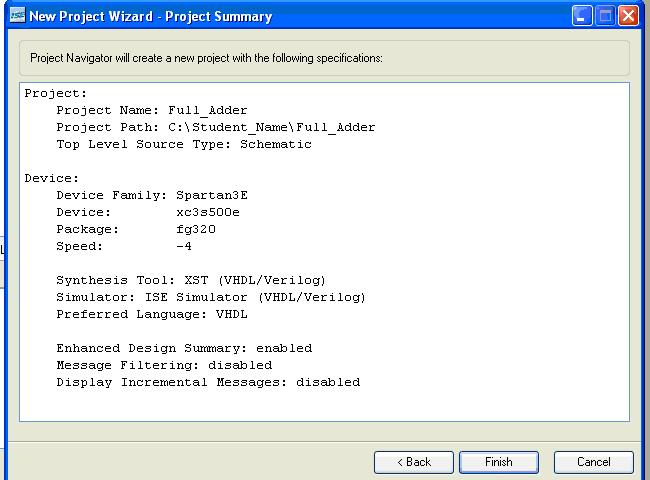 ISE New Project Wizard - Project Summary
Project Navigator will create a new project with the following specifications:
Project:
Project Name: Full_Adder
Project Path: C:\Student_Name\Full_Adder
Top Level Source Type: Schematic
Device:
Device Family: Spartan3E
Device: xc3s500e
Package: fg320
Speed: -4
Synthesis Tool: XST (VHDL/Verilog)
Simulator: ISE Simulator (VHDL/Verilog)
Preferred Language: VHDL
Enhanced Design Summary: enabled
Message Filtering: disabled
Display Incremental Messages: disabled
< Back Finish Cancel